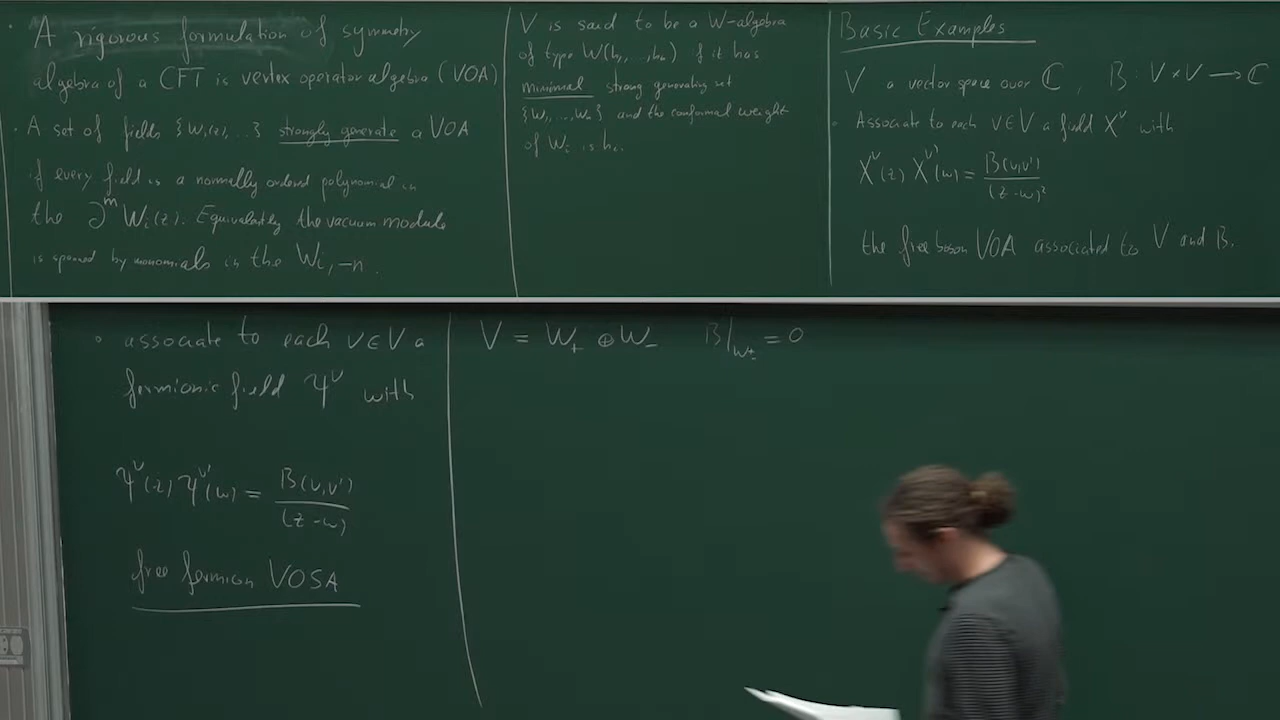 · A rigorous formulation of symmetry
algebra of a CFT is vertex operator algebra (VOA)
· A set of fields {W_i(z), ...} strongly generate a VOA
if every field is a normally ordered polynomial in
the ∂^m W_i(z). Equivalently the vacuum module
is spanned by monomials in the W_{i,-n}.
V is said to be a W-algebra
of type W(h_1, ..., h_n) if it has
minimal strong generating set
{W_1, ..., W_n} and the conformal weight
of W_i is h_i.
Basic Examples
V a vector space over ℂ, B: V × V → ℂ
· Associate to each v∈V a field X^v with
X^v(z) X^{v'}(w) = B(v,v') / (z-w)^2
the free boson VOA associated to V and B.
· associate to each v∈V a
fermionic field Ψ^v with
Ψ^v(z) Ψ^{v'}(w) = B(v,v') / (z-w)
free fermion VOSA
V = W_+ ⊕ W_- B|_{W_±} = 0